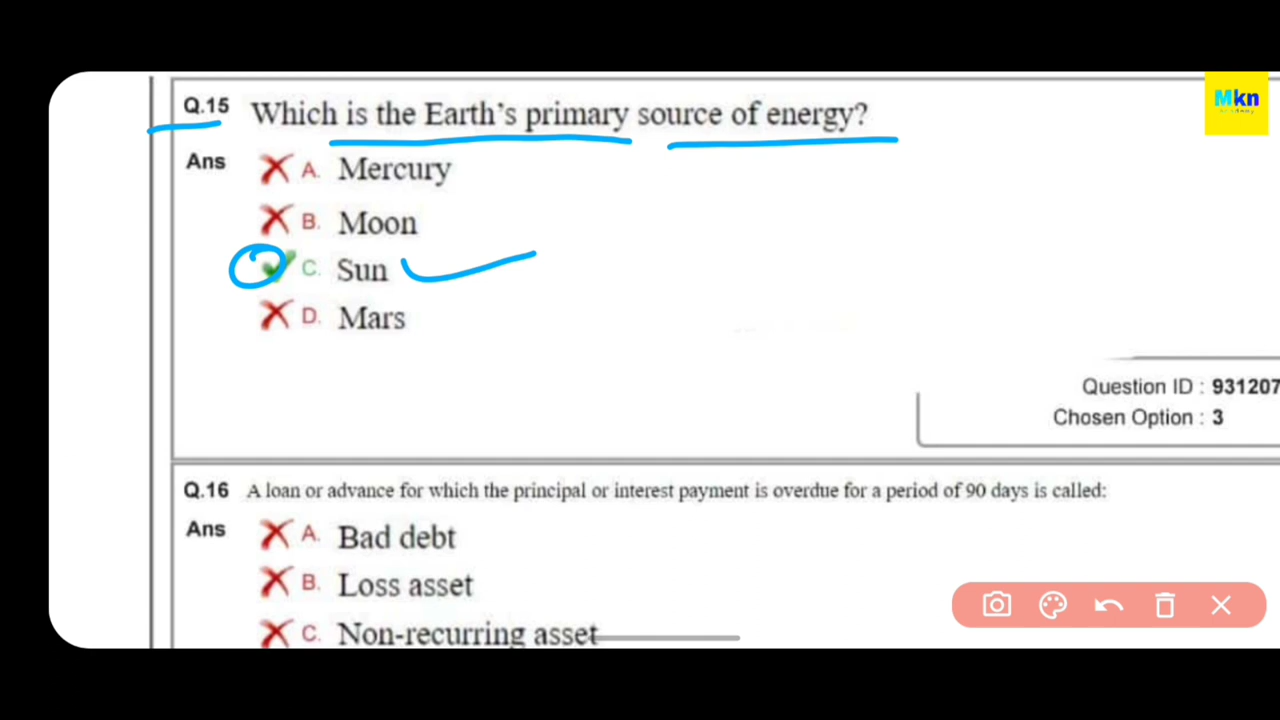 Mkn
Q.15 Which is the Earth's primary source of energy?
Ans A. Mercury
B. Moon
C. Sun
D. Mars
Question ID : 931207
Chosen Option : 3
Q.16 A loan or advance for which the principal or interest payment is overdue for a period of 90 days is called:
Ans A. Bad debt
B. Loss asset
C. Non-recurring asset